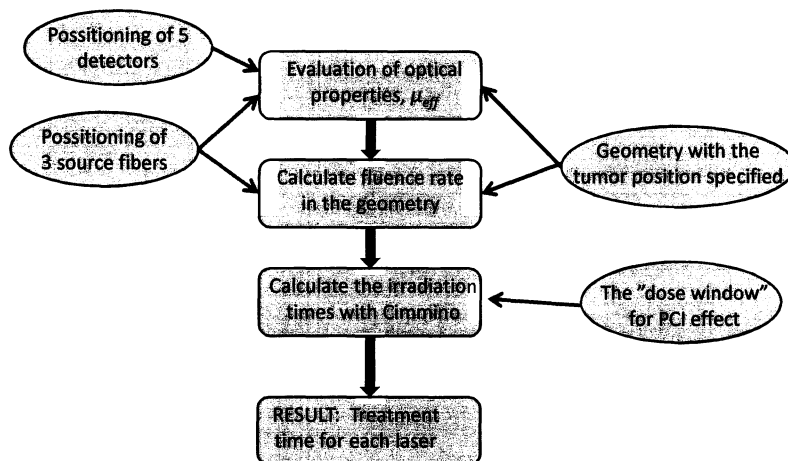 Possitioning of 5
detectors
Evaluation of optical
properties, μeff
Possitioning of
3 source fibers
Geometry with the
tumor position specified
Calculate fluence rate
in the geometry
Calculate the irradiation
times with Cimmino
The "dose window"
for PCI effect
RESULT: Treatment
time for each laser